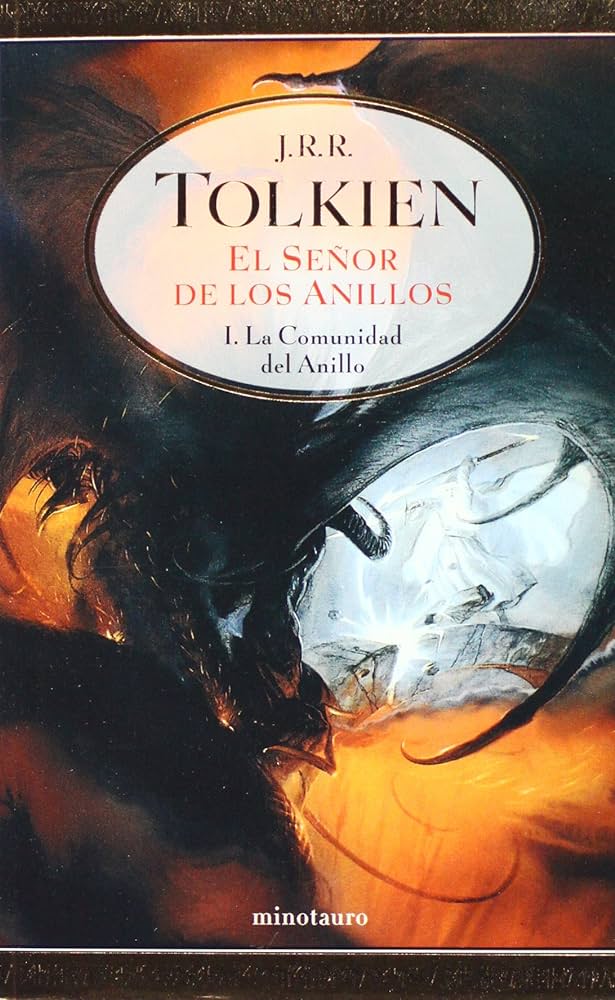 J.R.R.
TOLKIEN
EL SEÑOR
DE LOS ANILLOS
I. La Comunidad
del Anillo
minotauro